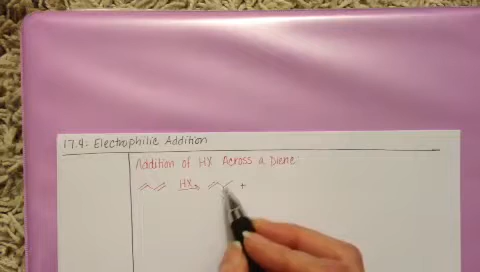 17.4: Electrophilic Addition
Addition of HX Across a Diene:
HX
+